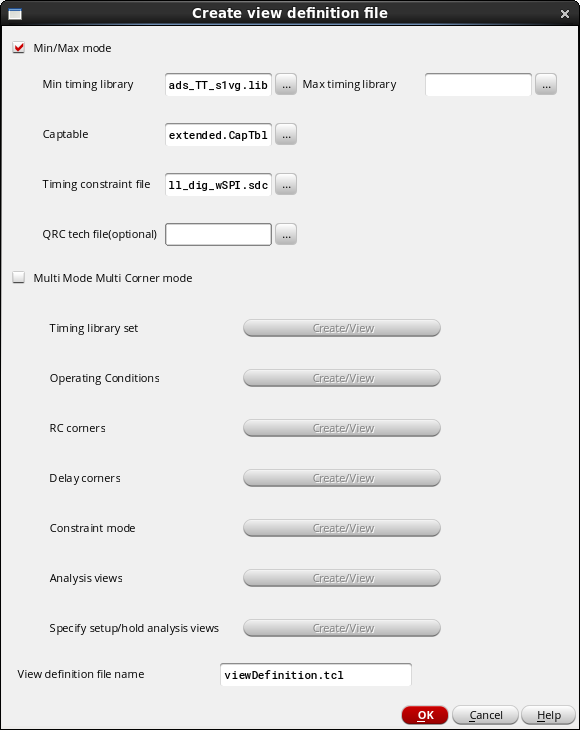 Create view definition file
Min/Max mode
Min timing library ads_TT_s1vg.lib ... Max timing library ...
Captable extended.CapTbl ...
Timing constraint file ll_dig_wSPI.sdc ...
QRC tech file(optional) ...
Multi Mode Multi Corner mode
Timing library set Create/View
Operating Conditions Create/View
RC corners Create/View
Delay corners Create/View
Constraint mode Create/View
Analysis views Create/View
Specify setup/hold analysis views Create/View
View definition file name viewDefinition.tcl
OK Cancel Help